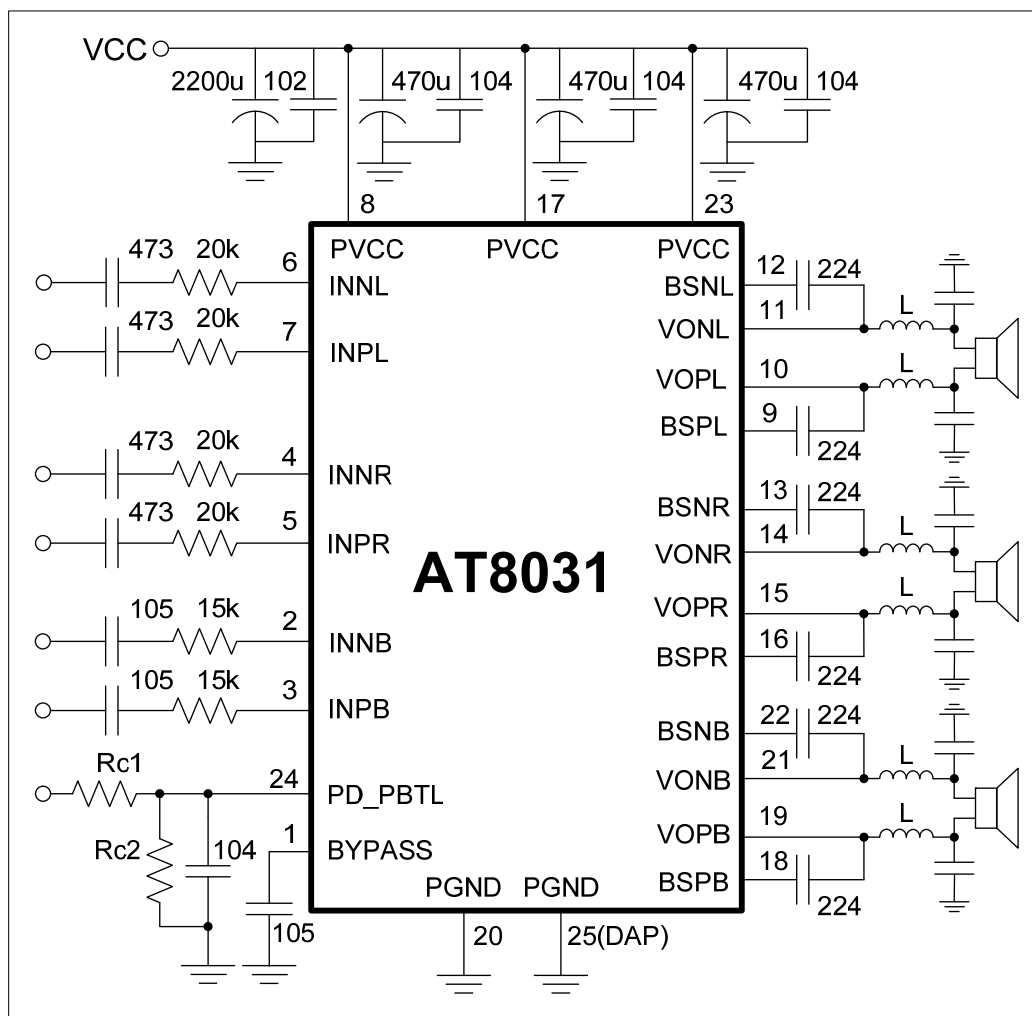 VCC
2200u 102 470u 104 470u 104 470u 104
8 17 23
PVCC PVCC PVCC
473 20k 6 INNL
473 20k 7 INPL
473 20k 4 INNR
473 20k 5 INPR
105 15k 2 INNB
105 15k 3 INPB
Rc1 24 PD_PBTL
Rc2 104
1 BYPASS
105
AT8031
BSNL 12 224
VONL 11 L
VOPL 10 L
BSPL 9 224
BSNR 13 224
VONR 14 L
VOPR 15 L
BSPR 16 224
BSNB 22 224
VONB 21 L
VOPB 19 L
BSPB 18 224
PGND PGND
20 25(DAP)